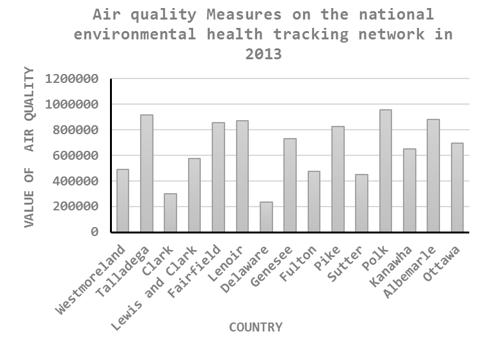 Air quality Measures on the national
environmental health tracking network in
2013
VALUE OF AIR QUALITY
1200000
1000000
800000
600000
400000
200000
0
Westmoreland
Talladega
Clark
Lewis and Clark
Fairfield
Lenoir
Delaware
Genesee
Fulton
Pike
Sutter
Polk
Kanawha
Albemarle
Ottawa
COUNTRY